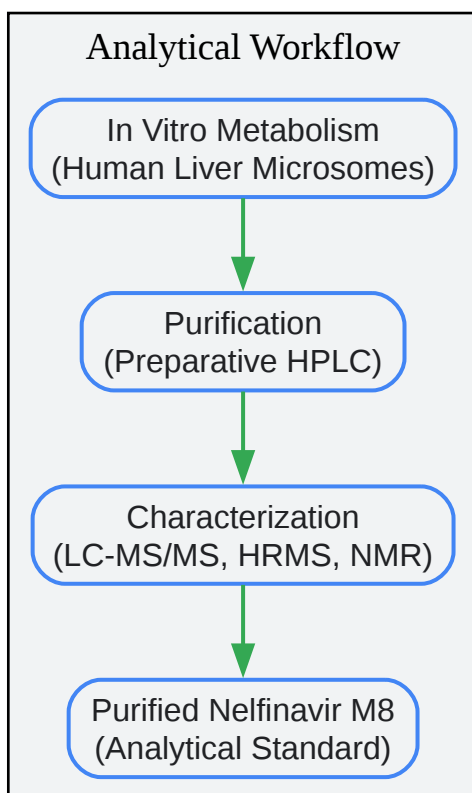 Analytical Workflow
In Vitro Metabolism
(Human Liver Microsomes)
Purification
(Preparative HPLC)
Characterization
(LC-MS/MS, HRMS, NMR)
Purified Nelfinavir M8
(Analytical Standard)